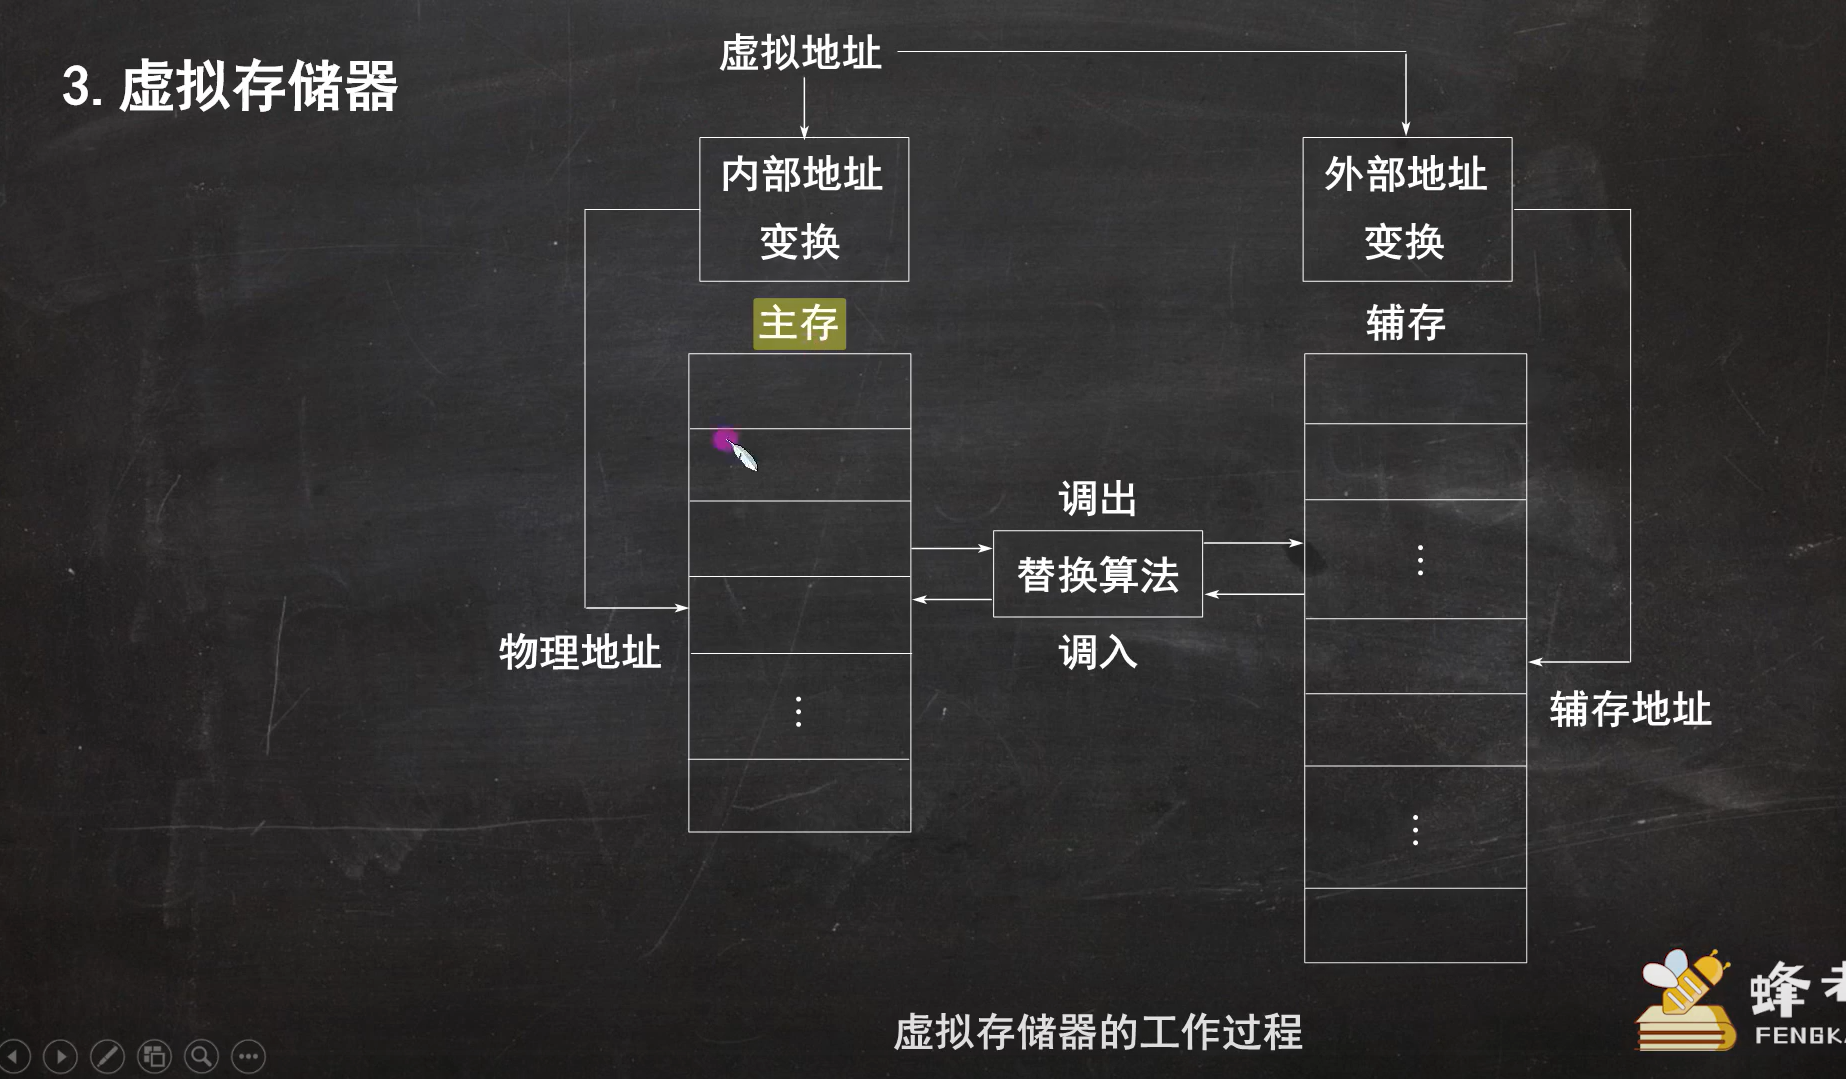 3. 虚拟存储器
虚拟地址
内部地址
变换
外部地址
变换
主存
辅存
调出
替换算法
调入
物理地址
辅存地址
虚拟存储器的工作过程
蜂
FENGK